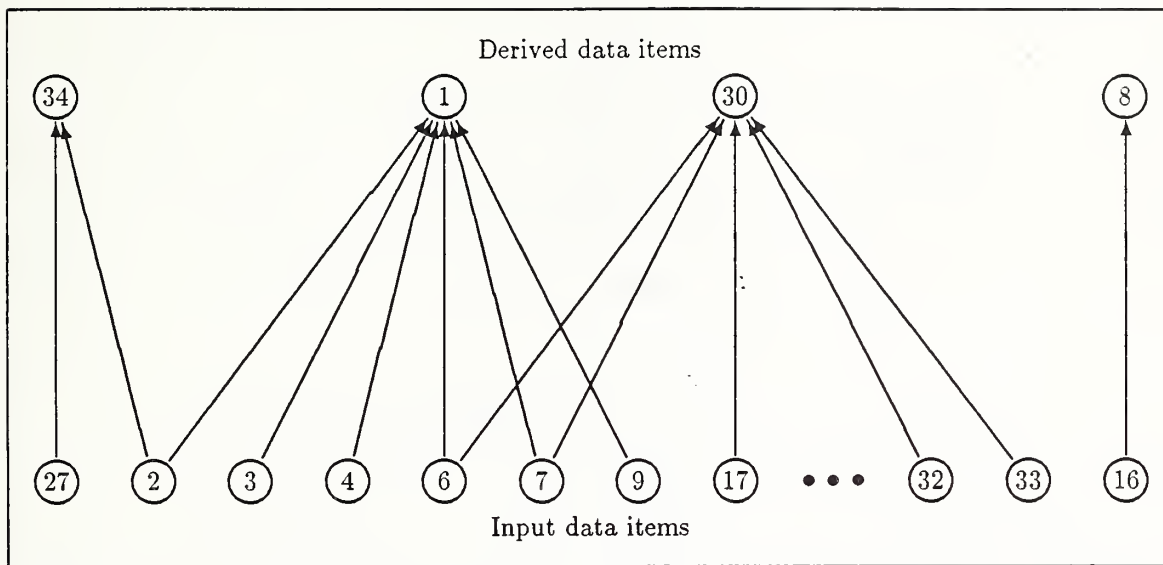 Derived data items
34 1 30 8
27 2 3 4 6 7 9 17 • • • 32 33 16
Input data items